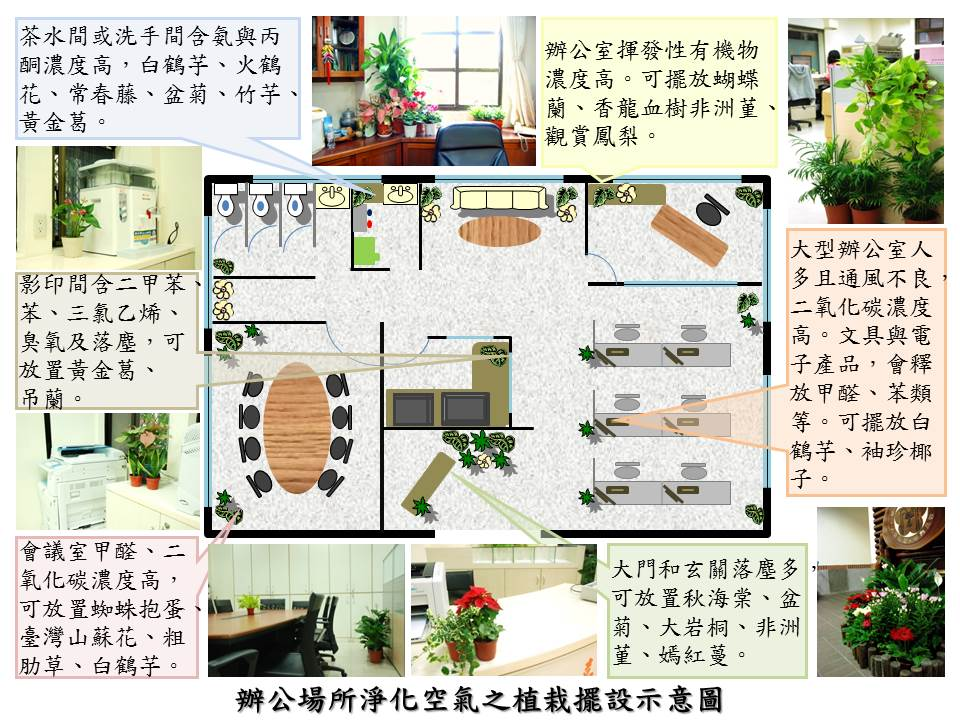 茶水間或洗手間含氨與丙
酮濃度高，白鶴芋、火鶴
花、常春藤、盆菊、竹芋、
黃金葛。
辦公室揮發性有機物
濃度高。可擺放蝴蝶
蘭、香龍血樹非洲堇、
觀賞鳳梨。
影印間含二甲苯、
苯、三氯乙烯、
臭氧及落塵，可
放置黃金葛、
吊蘭。
大型辦公室人
多且通風不良，
二氧化碳濃度
高。文具與電
子產品，會釋
放甲醛、苯類
等。可擺放白
鶴芋、袖珍椰
子。
會議室甲醛、二
氧化碳濃度高，
可放置蜘蛛抱蛋、
臺灣山蘇花、粗
肋草、白鶴芋。
大門和玄關落塵多，
可放置秋海棠、盆
菊、大岩桐、非洲
堇、嫣紅蔓。
辦公場所淨化空氣之植栽擺設示意圖